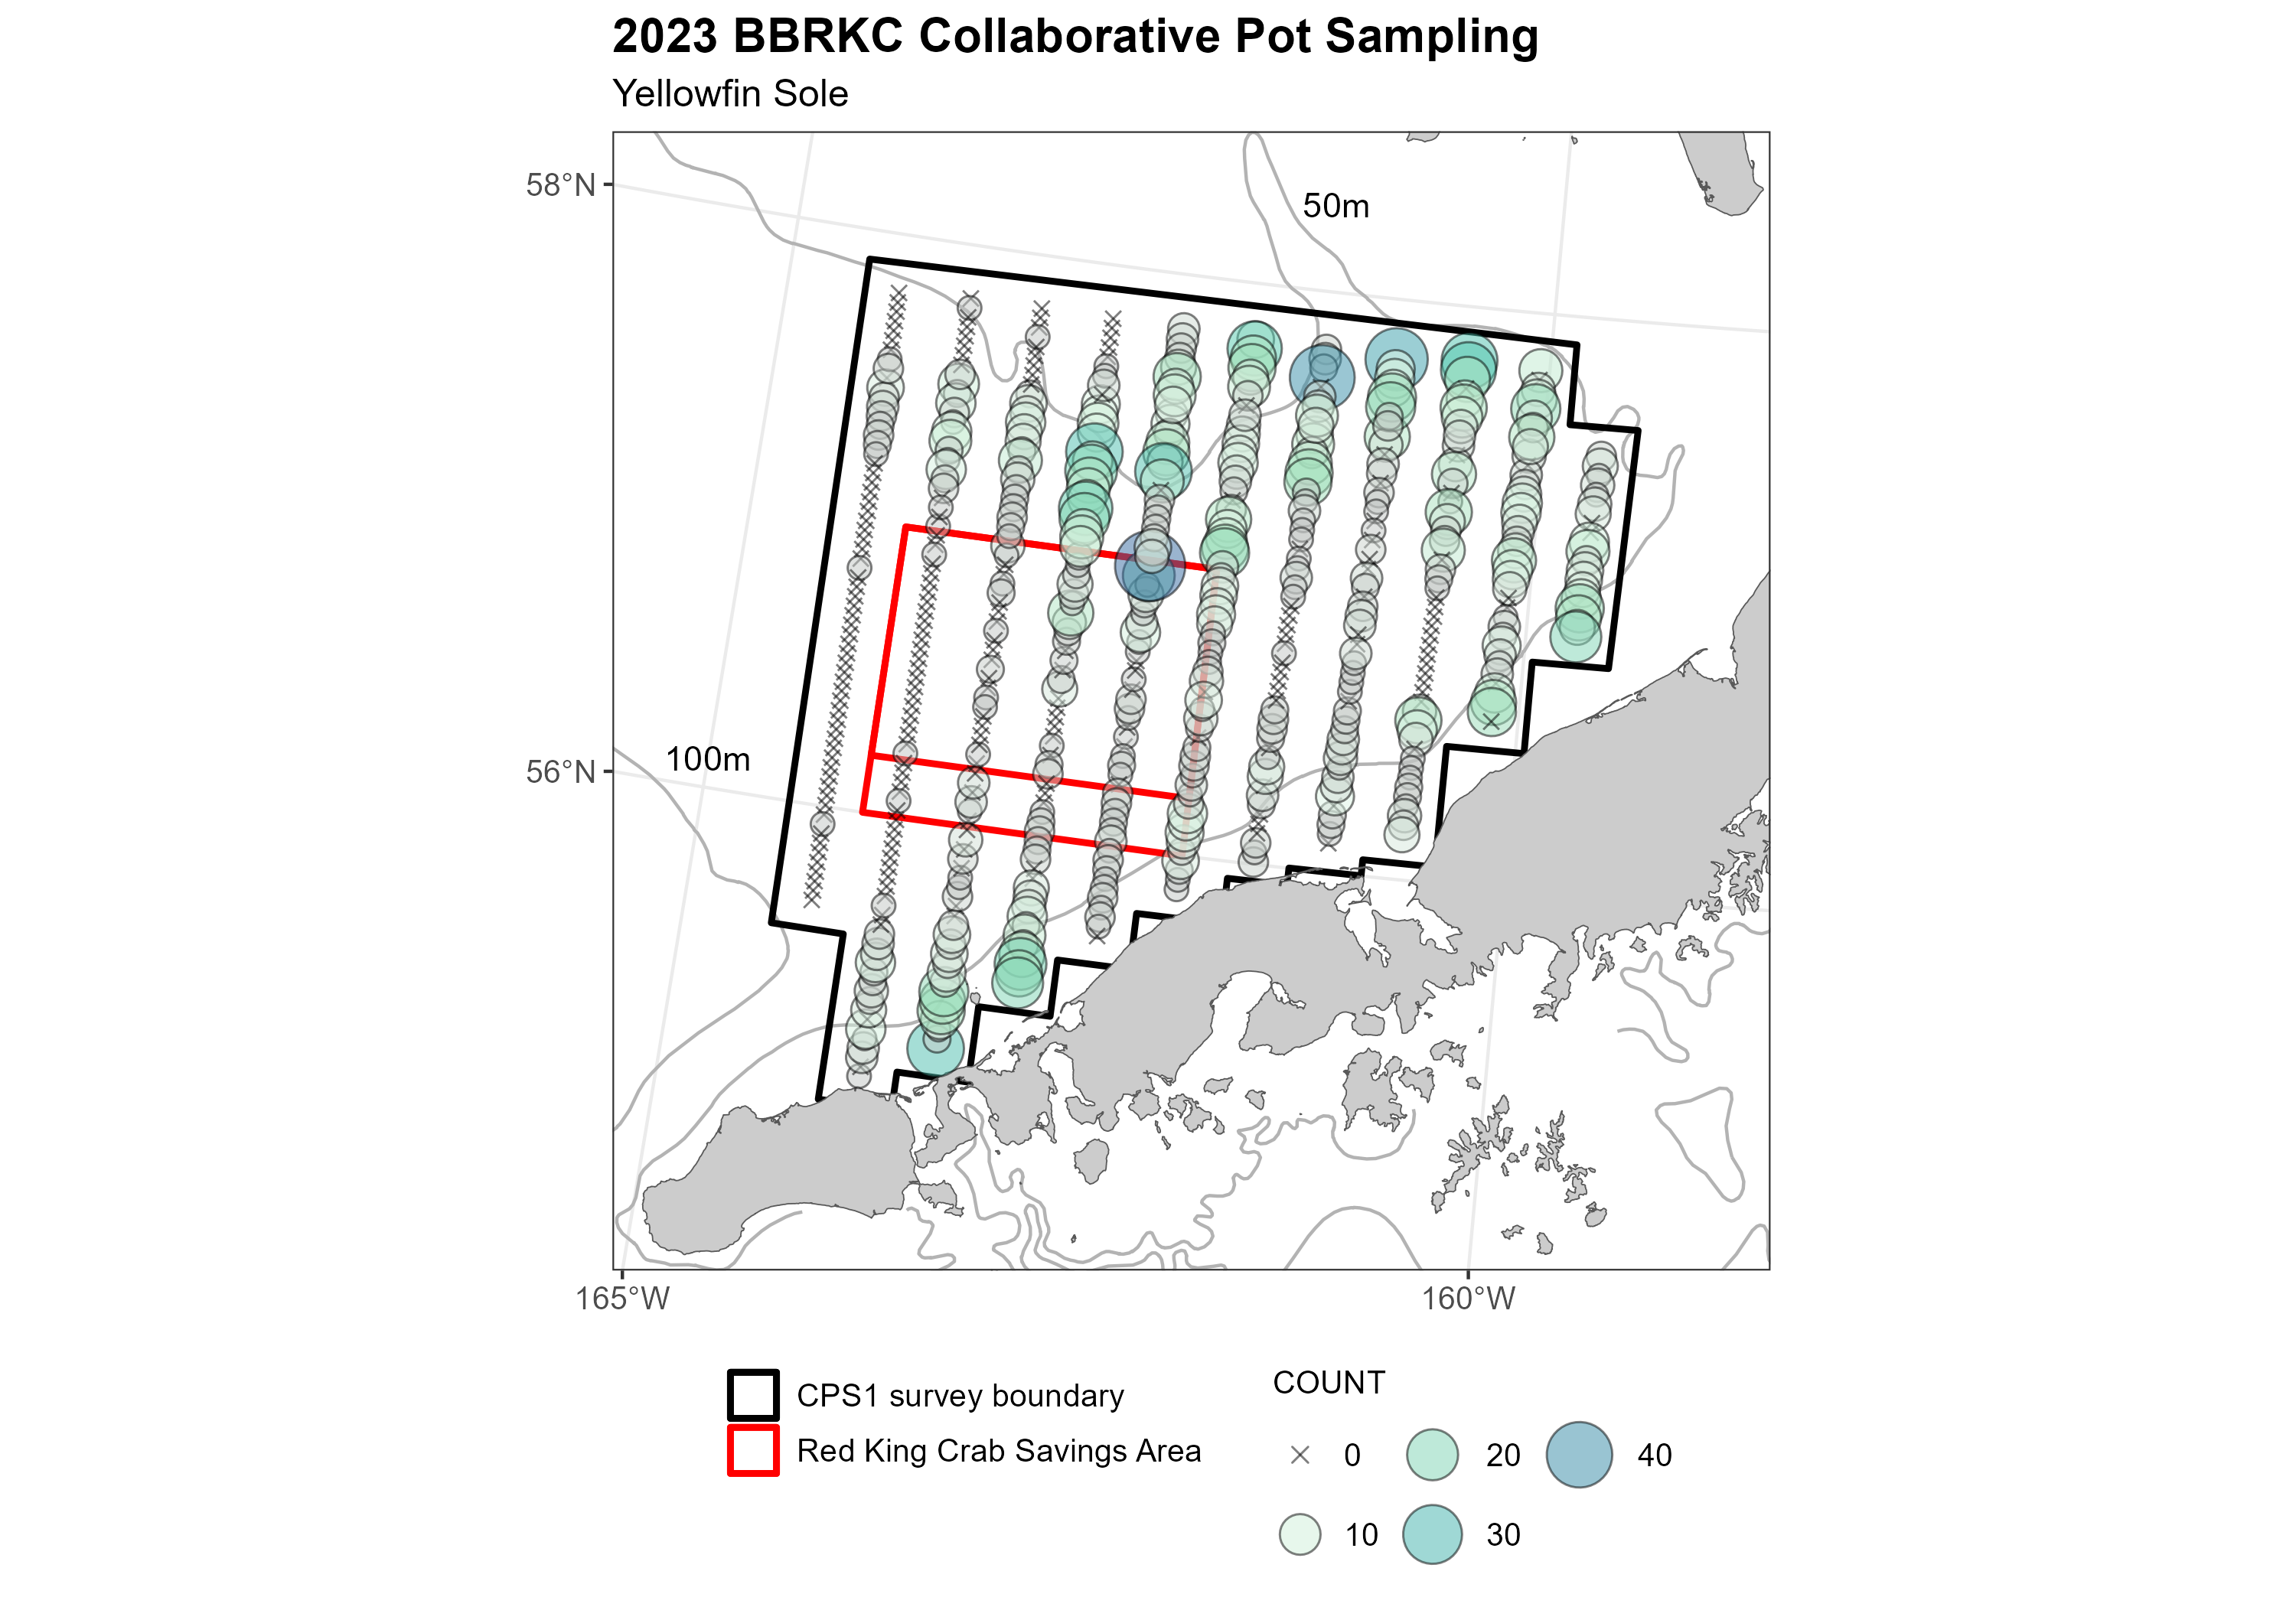 2023 BBRKC Collaborative Pot Sampling
Yellowfin Sole
58°N
50m
56°N
100m
165°W
160°W
CPS1 survey boundary
Red King Crab Savings Area
COUNT
0
20
40
10
30